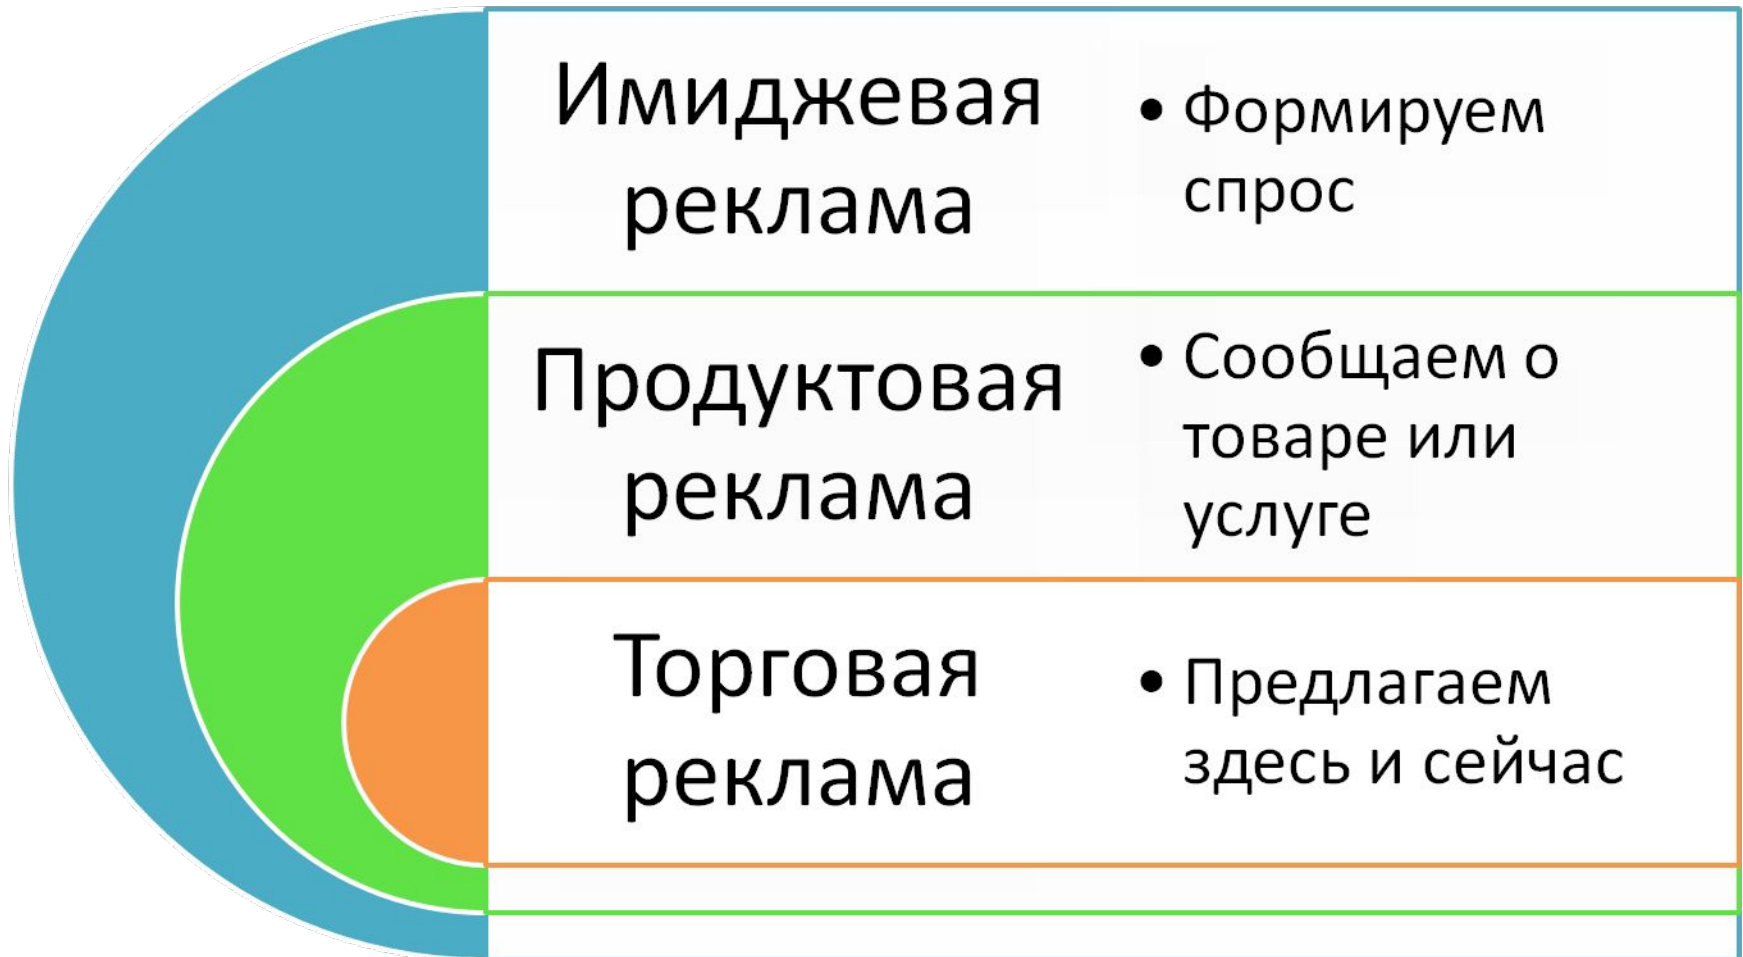 Имиджевая
реклама
• Формируем
спрос
Продуктовая
реклама
• Сообщаем о
товаре или
услуге
Торговая
реклама
• Предлагаем
здесь и сейчас